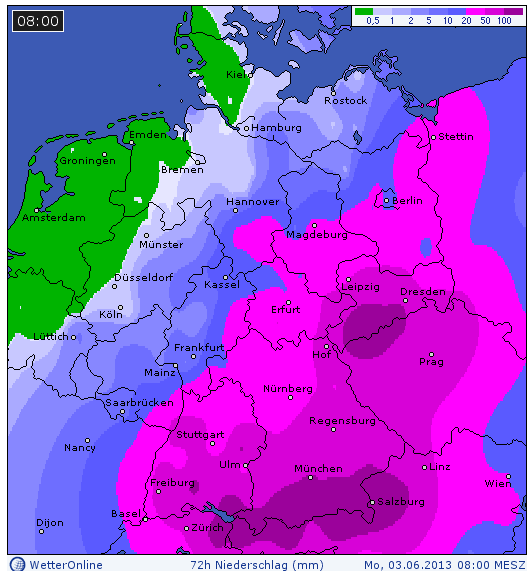 08:00
0,5 1 2 5 10 20 50 100
Kiel
Rostock
Hamburg
Stettin
Emden
Groningen
Bremen
Hannover
Berlin
Amsterdam
Magdeburg
Münster
Düsseldorf
Kassel
Leipzig
Dresden
Köln
Erfurt
Lüttich
Frankfurt
Hof
Prag
Mainz
Nürnberg
Saarbrücken
Regensburg
Stuttgart
Nancy
Ulm
München
Linz
Freiburg
Wien
Salzburg
Basel
Dijon
Zürich
WetterOnline 72h Niederschlag (mm) Mo, 03.06.2013 08:00 MESZ